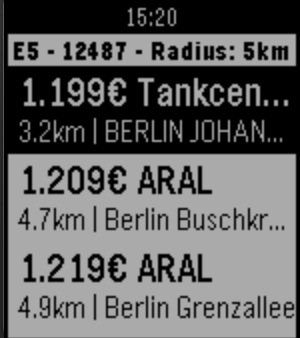 15:20
E5 - 12487 - Radius: 5km
1.199€ Tankcen...
3.2km | BERLIN JOHAN...
1.209€ ARAL
4.7km | Berlin Buschkr...
1.219€ ARAL
4.9km | Berlin Grenzallee